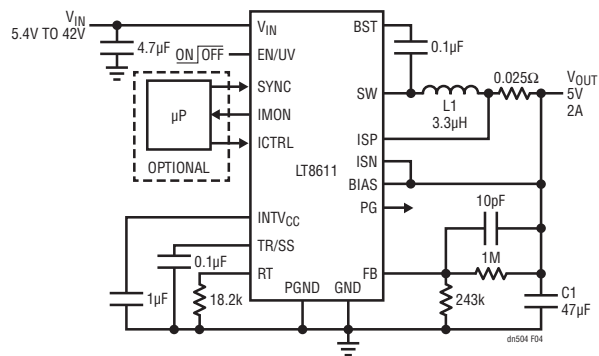 VIN
5.4V TO 42V
4.7µF
ON OFF
µP
OPTIONAL
VIN
EN/UV
SYNC
IMON
ICTRL
INTVCC
TR/SS
RT
PGND
GND
LT8611
BST
SW
ISP
ISN
BIAS
PG
FB
0.1µF
L1
3.3µH
0.025Ω
VOUT
5V
2A
10pF
1M
243k
C1
47µF
1µF
0.1µF
18.2k
dn504 F04